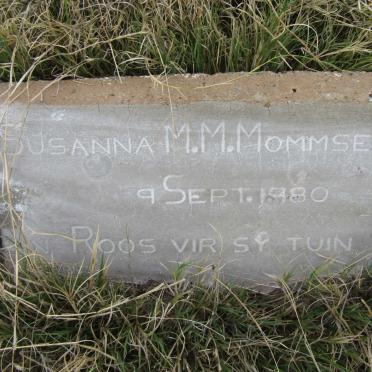 SUSANNA M.M. MOMMSE
9 SEPT. 1980
'N ROOS VIR SY TUIN